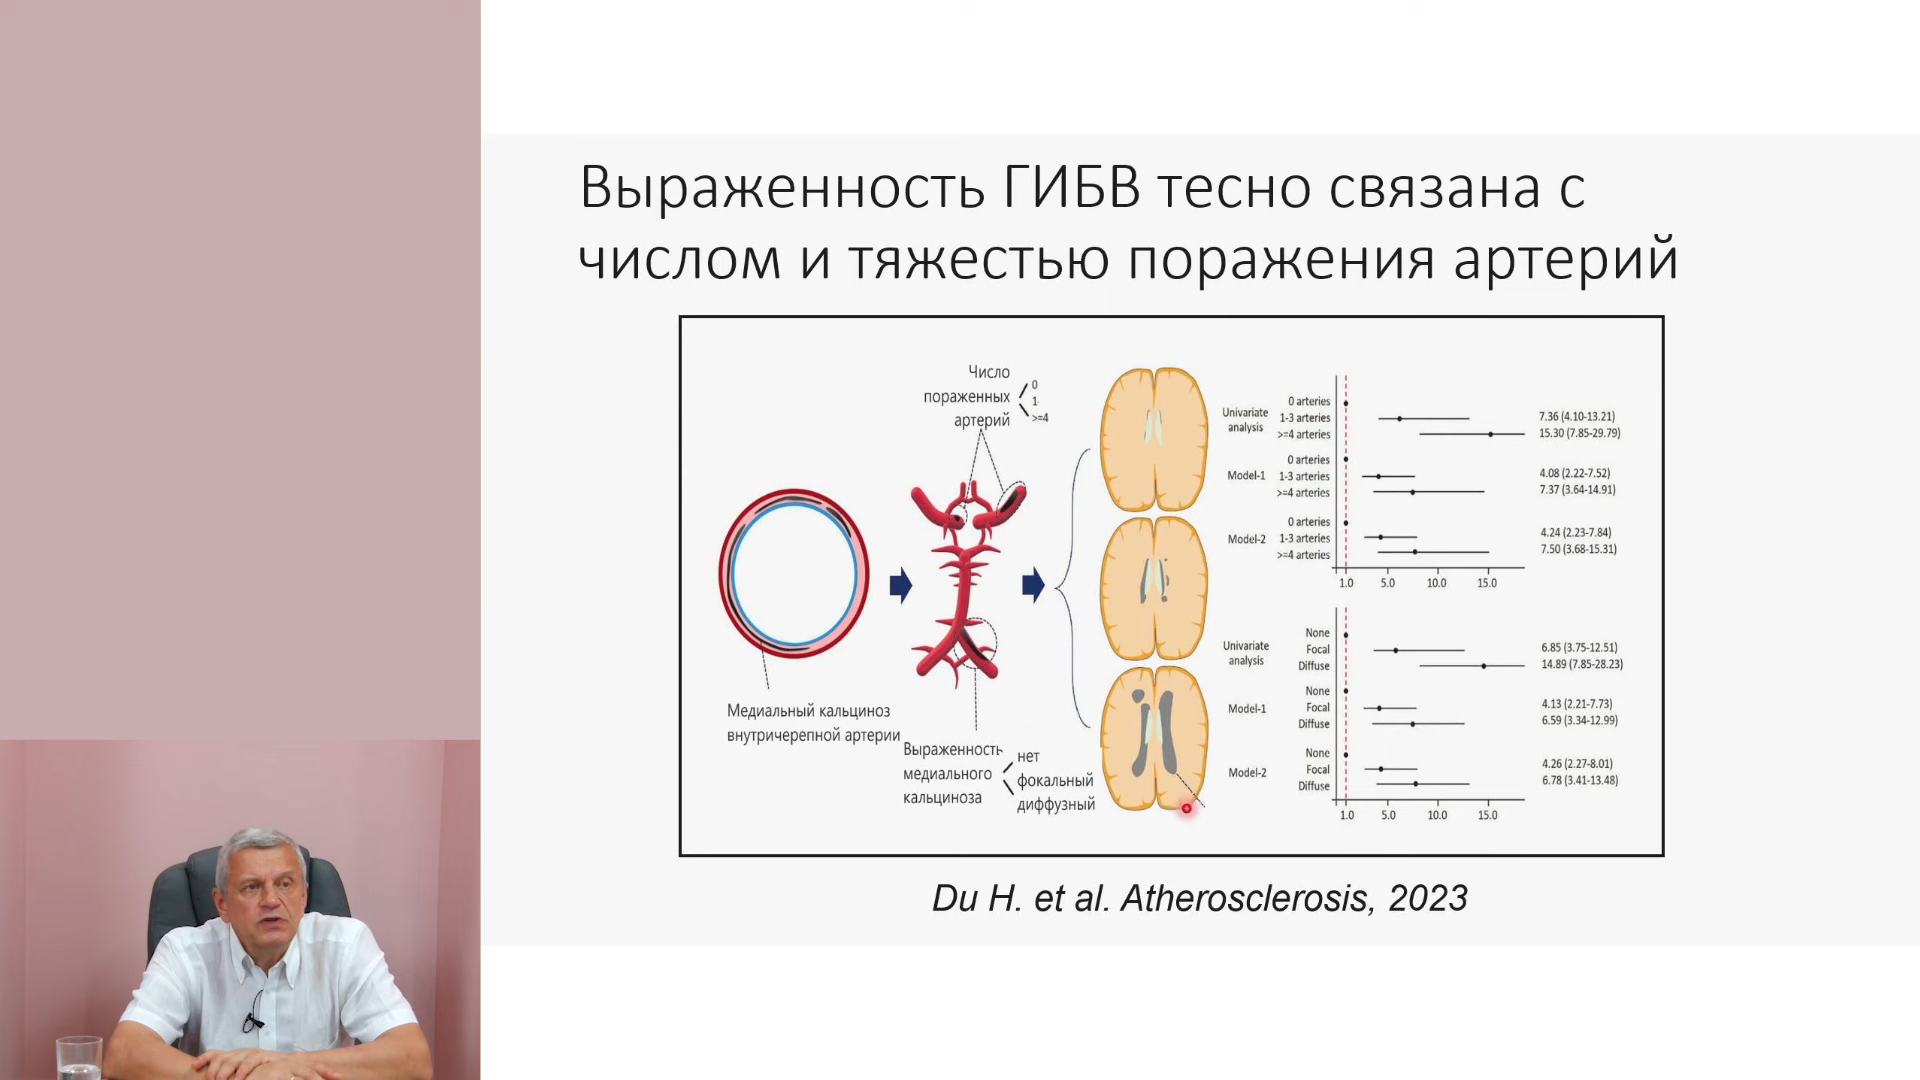 Выраженность ГИБВ тесно связана с
числом и тяжестью поражения артерий
Число
пораженных
артерий
0
1
>=4
Медиальный кальциноз
внутричерепной артерии
Выраженность
медиального
кальциноза
нет
фокальный
диффузный
Univariate
analysis
0 arteries
1-3 arteries
>=4 arteries
7.36 (4.10-13.21)
15.30 (7.85-29.79)
Model-1
0 arteries
1-3 arteries
>=4 arteries
4.08 (2.22-7.52)
7.37 (3.64-14.91)
Model-2
0 arteries
1-3 arteries
>=4 arteries
4.24 (2.23-7.84)
7.50 (3.68-15.31)
1.0 5.0 10.0 15.0
Univariate
analysis
None
Focal
Diffuse
6.85 (3.75-12.51)
14.89 (7.85-28.23)
Model-1
None
Focal
Diffuse
4.13 (2.21-7.73)
6.59 (3.34-12.99)
Model-2
None
Focal
Diffuse
4.26 (2.27-8.01)
6.78 (3.41-13.48)
1.0 5.0 10.0 15.0
Du H. et al. Atherosclerosis, 2023